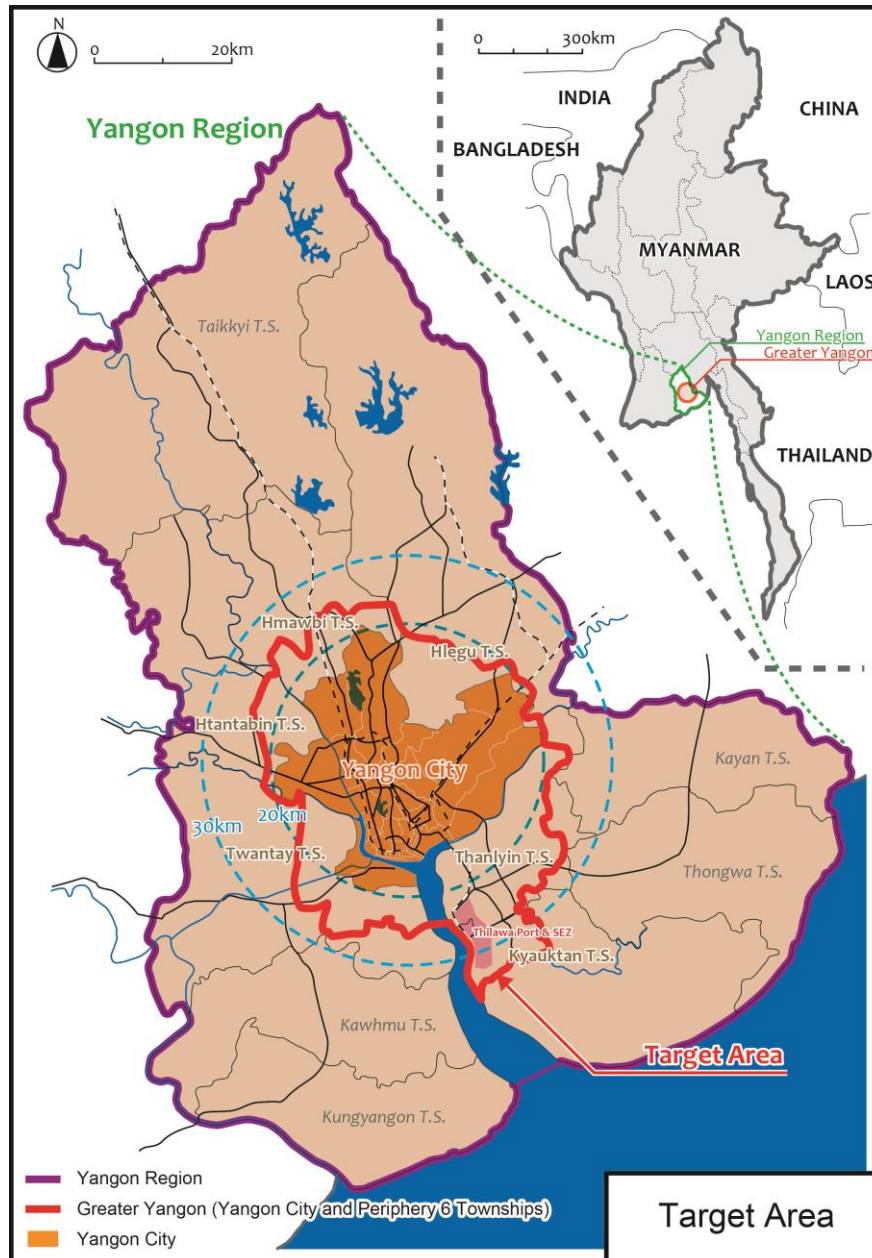 N
0 20km
0 300km
INDIA
CHINA
BANGLADESH
Yangon Region
MYANMAR
LAOS
Taikkyi T.S.
Yangon Region
Greater Yangon
THAILAND
Hmawbi T.S.
Hlegu T.S.
Htantabin T.S.
Kayan T.S.
Yangon City
30km
20km
Twantay T.S.
Thanlyin T.S.
Thongwa T.S.
Thilawa Port & SEZ
Kyauktan T.S.
Kawhmu T.S.
Target Area
Kungyangon T.S.
Yangon Region
Greater Yangon (Yangon City and Periphery 6 Townships)
Yangon City
Target Area